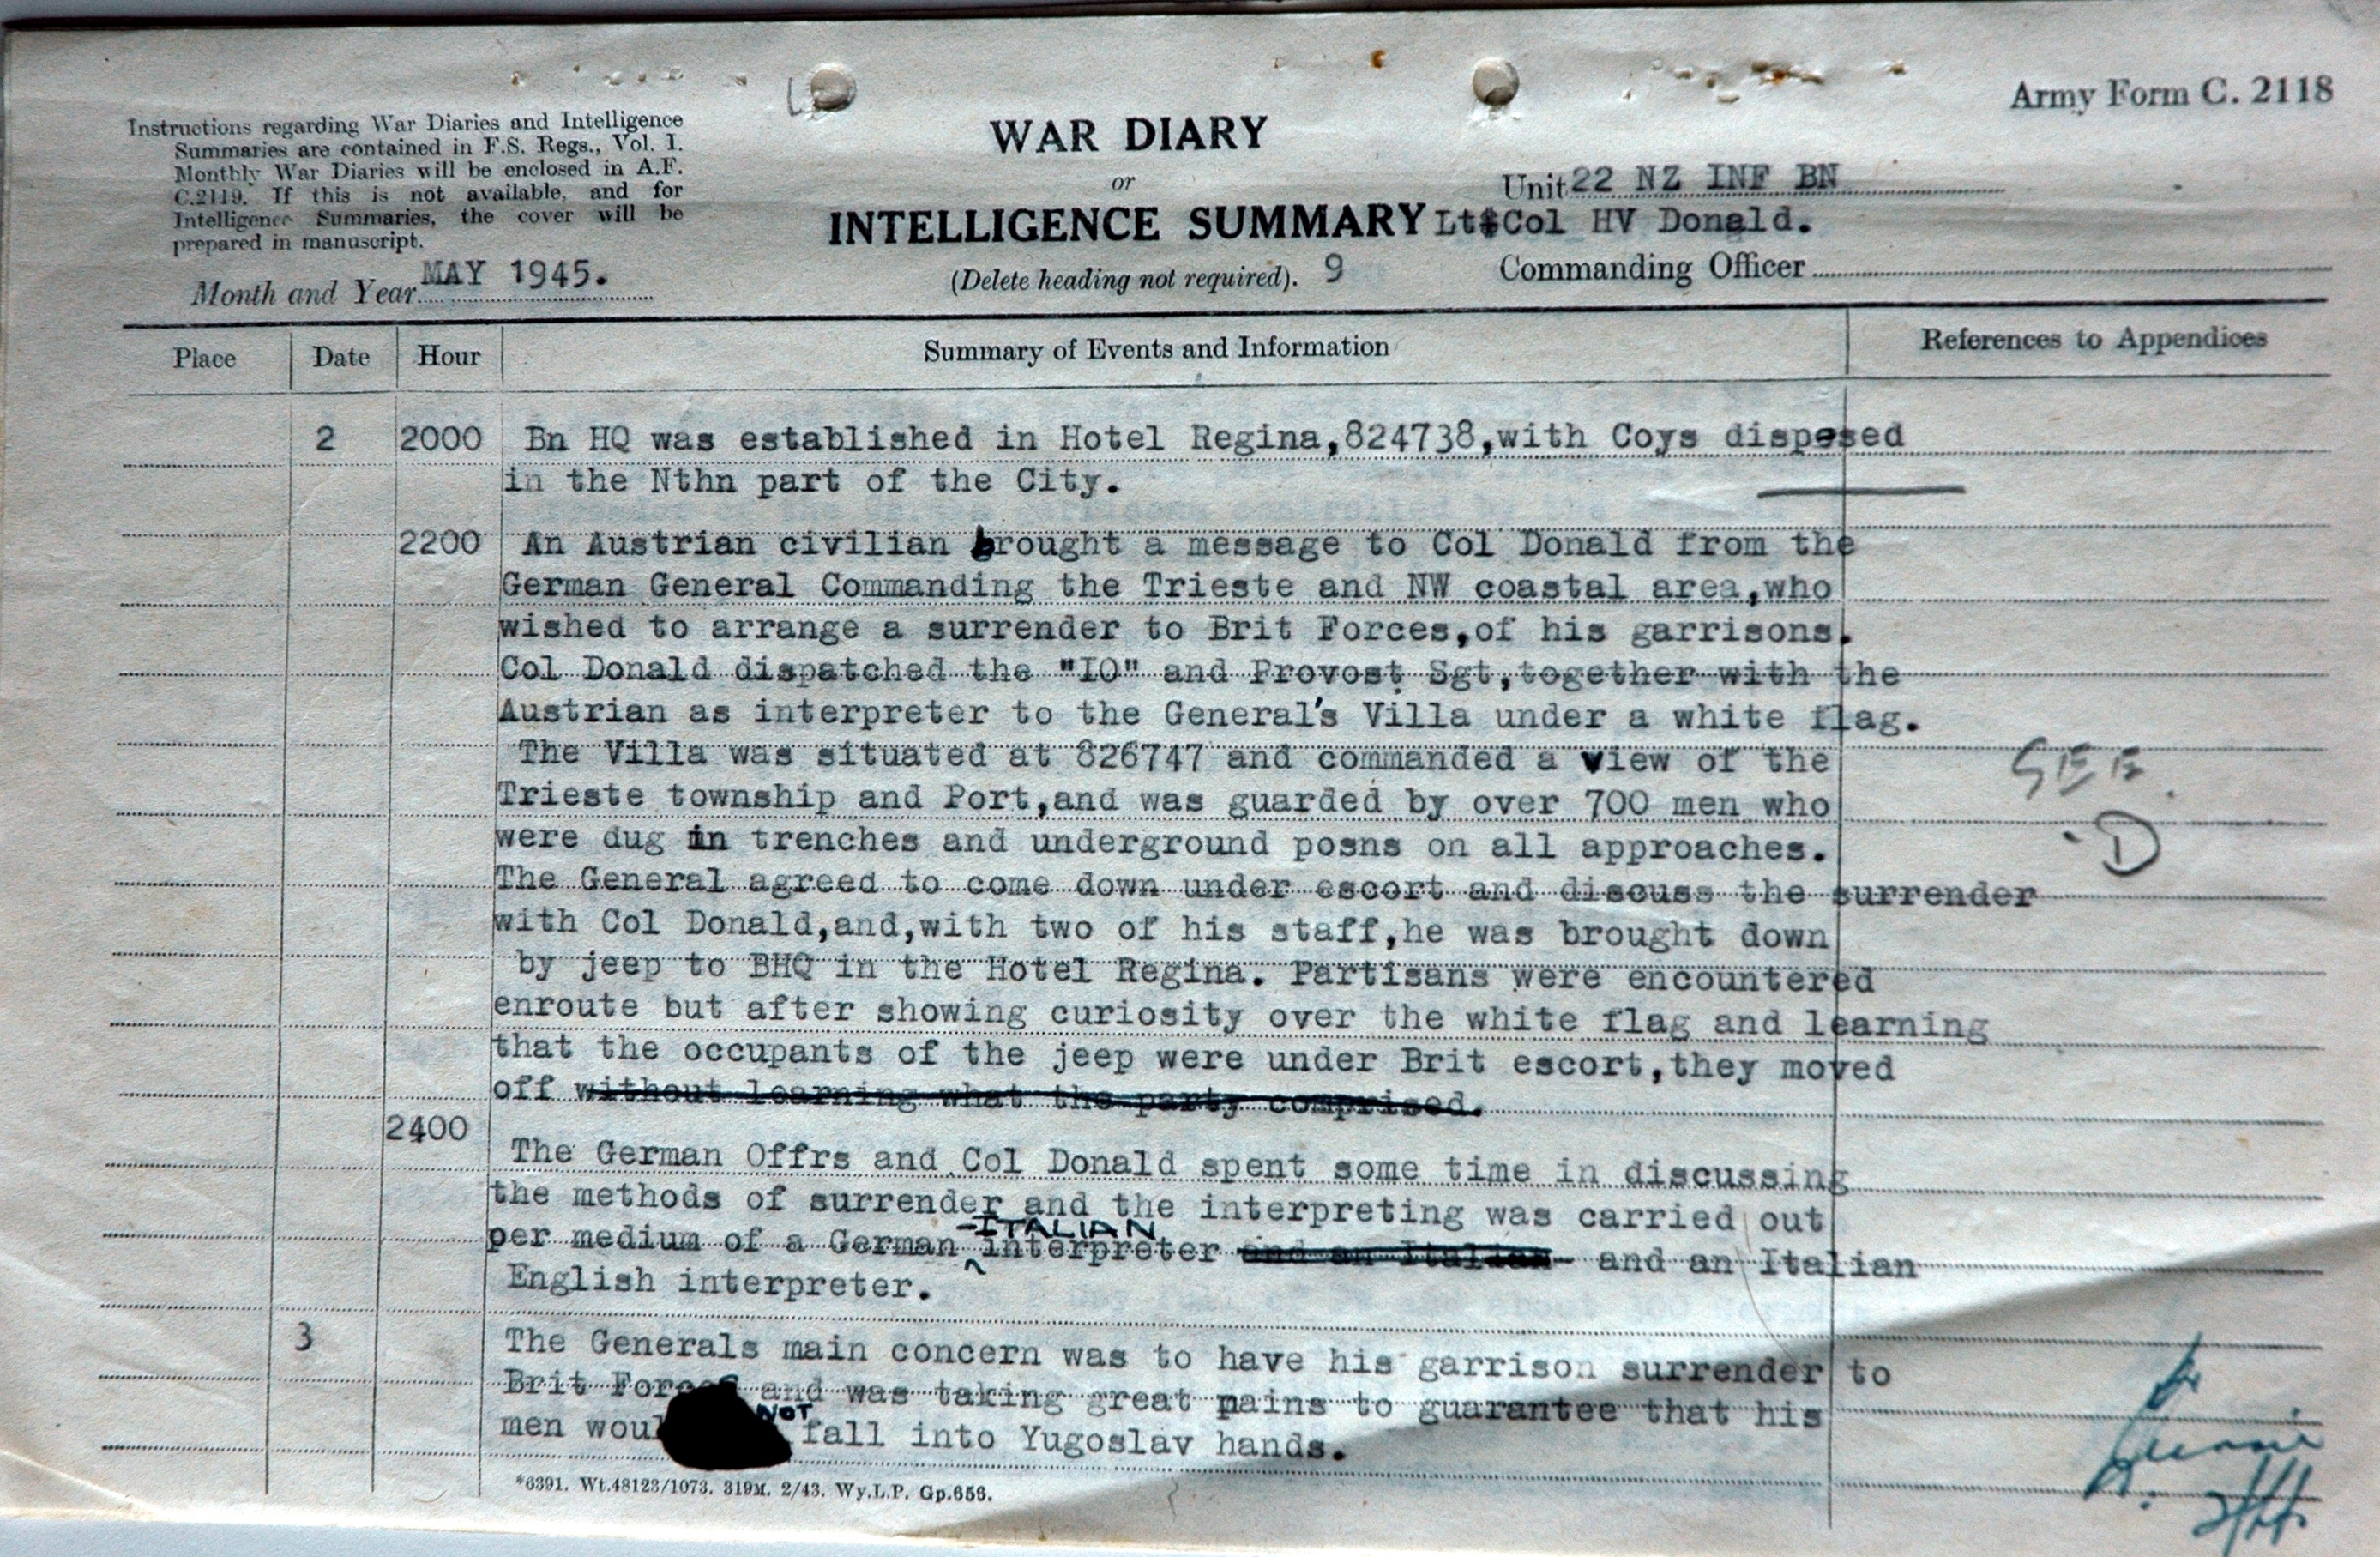 Army Form C. 2118
Instructions regarding War Diaries and Intelligence
Summaries are contained in F.S. Regs., Vol. I.
Monthly War Diaries will be enclosed in A.F.
C.2119. If this is not available, and for
Intelligence Summaries, the cover will be
prepared in manuscript.
Month and Year MAY 1945.
WAR DIARY
or
INTELLIGENCE SUMMARY
(Delete heading not required). 9
Unit 22 NZ INF BN
Lt Col HV Donald.
Commanding Officer
Place Date Hour Summary of Events and Information References to Appendices
2 2000 Bn HQ was established in Hotel Regina,824738,with Coys disposed
in the Nthn part of the City.
2200 An Austrian civilian brought a message to Col Donald from the
German General Commanding the Trieste and NW coastal area,who
wished to arrange a surrender to Brit Forces,of his garrisons.
Col Donald dispatched the "IO" and Provost Sgt,together with the
Austrian as interpreter to the General's Villa under a white flag.
The Villa was situated at 826747 and commanded a view of the
Trieste township and Port,and was guarded by over 700 men who
were dug in trenches and underground posns on all approaches.
The General agreed to come down under escort and discuss the surrender
with Col Donald,and,with two of his staff,he was brought down
by jeep to BHQ in the Hotel Regina. Partisans were encountered
enroute but after showing curiosity over the white flag and learning
that the occupants of the jeep were under Brit escort,they moved
off without learning what the party comprised.
SEE
D
2400
The German Offrs and Col Donald spent some time in discussing
the methods of surrender and the interpreting was carried out
per medium of a German -ITALIAN interpreter and an Italian and an Italian
English interpreter.
3 The Generals main concern was to have his garrison surrender to
Brit Forces and was taking great pains to guarantee that his
men woul NOT fall into Yugoslav hands.
*6391. Wt.48123/1073. 319M. 2/43. Wy.L.P. Gp.656.